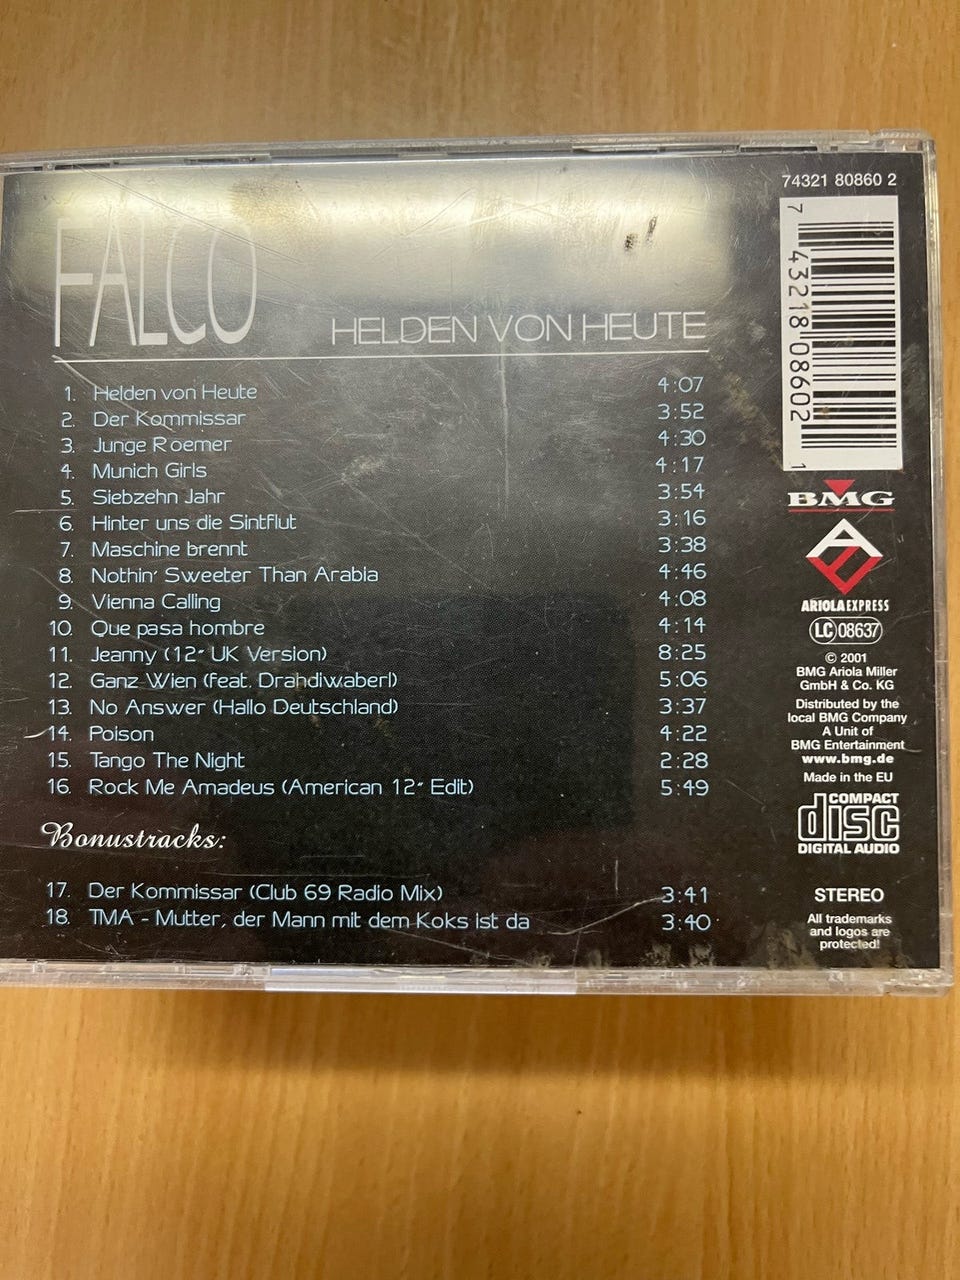 74321 80860 2
7 43218 08602 1
FALCO
HELDEN VON HEUTE
1. Helden von Heute 4:07
2. Der Kommissar 3:52
3. Junge Roemer 4:30
4. Munich Girls 4:17
5. Siebzehn Jahr 3:54
6. Hinter uns die Sintflut 3:16
7. Maschine brennt 3:38
8. Nothin' Sweeter Than Arabia 4:46
9. Vienna Calling 4:08
10. Que pasa hombre 4:14
11. Jeanny (12" UK Version) 8:25
12. Ganz Wien (feat. Drahdiwaberl) 5:06
13. No Answer (Hallo Deutschland) 3:37
14. Poison 4:22
15. Tango The Night 2:28
16. Rock Me Amadeus (American 12" Edit) 5:49
Bonustracks:
17. Der Kommissar (Club 69 Radio Mix) 3:41
18. TMA - Mutter, der Mann mit dem Koks ist da 3:40
BMG
AE
ARIOLA EXPRESS
LC 08637
© 2001
BMG Ariola Miller
GmbH & Co. KG
Distributed by the
local BMG Company
A Unit of
BMG Entertainment
www.bmg.de
Made in the EU
COMPACT
disc
DIGITAL AUDIO
STEREO
All trademarks
and logos are
protected!